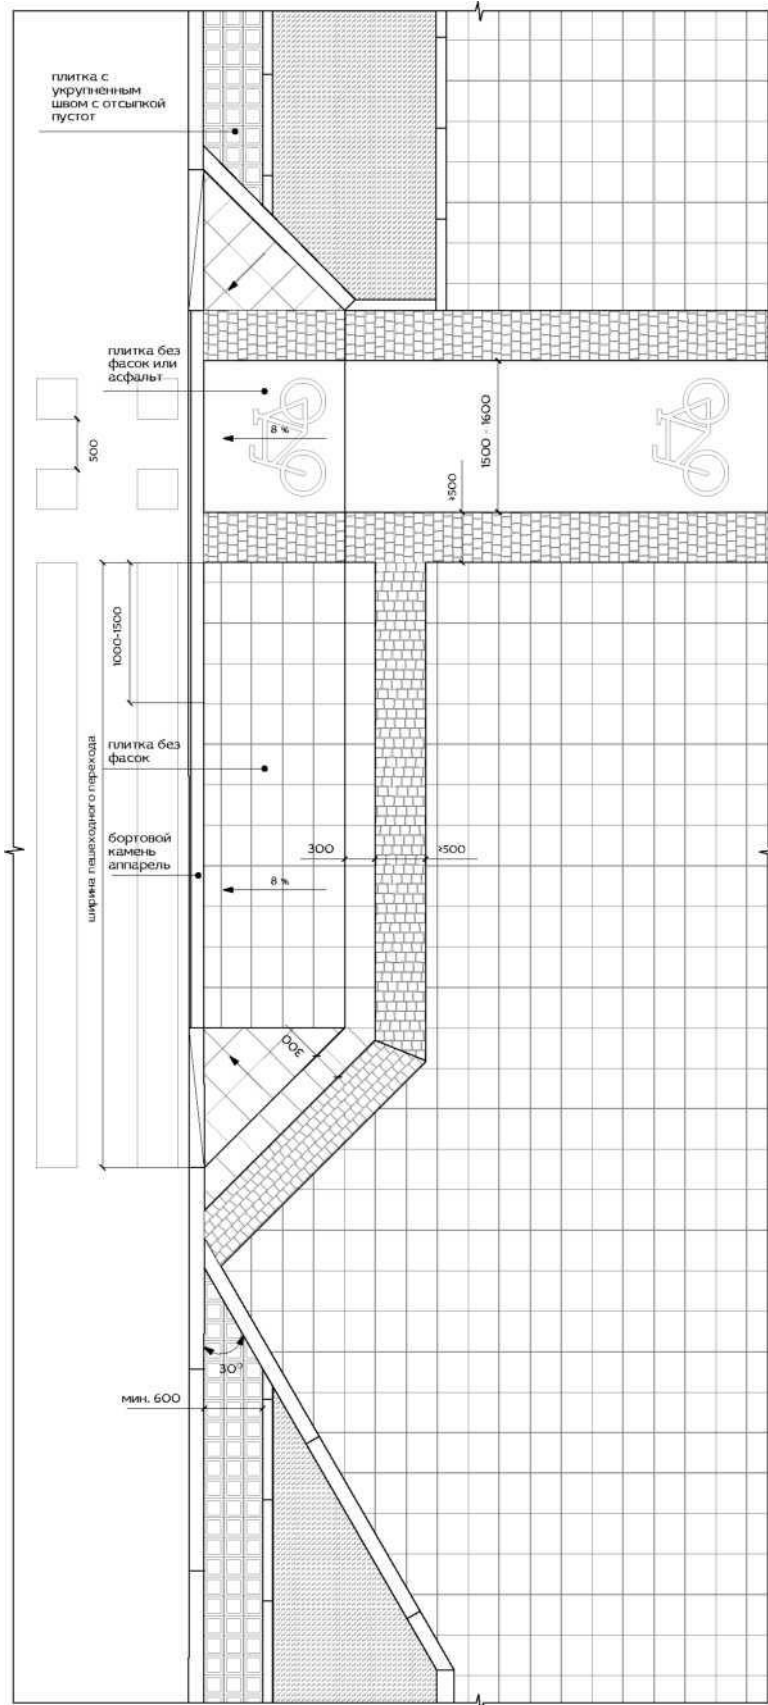 плитка с
укрупненным
швом с отсыпкой
пустот
плитка без
фасок или
асфальт
8 %
500
1500 - 1600
≥500
1000-1500
ширина пешеходного перехода
плитка без
фасок
бортовой
камень
аппарель
300
≥500
8 %
300
30°
мин. 600